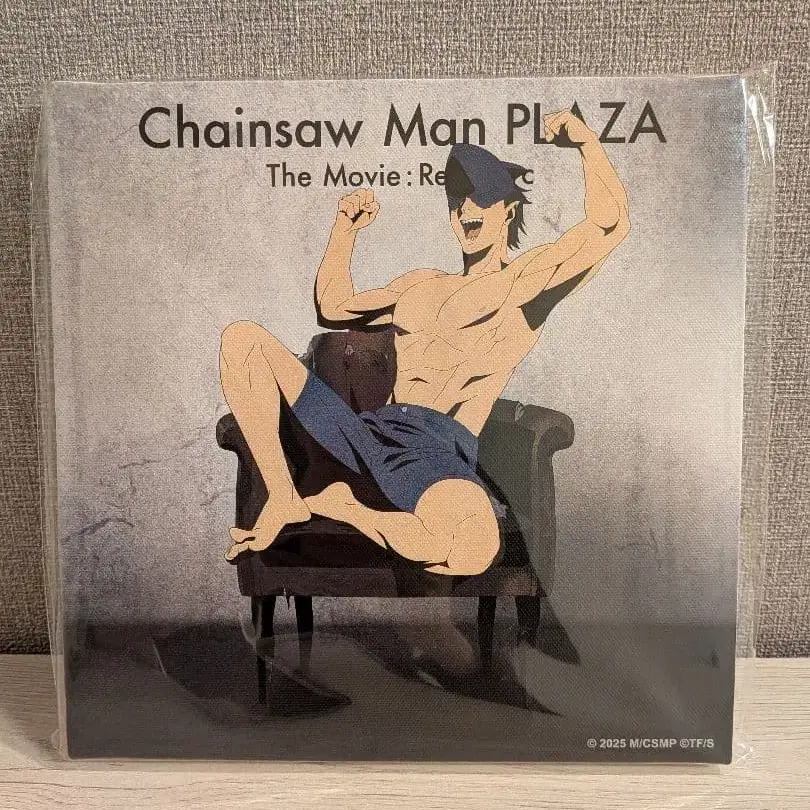 Chainsaw Man PLAZA
The Movie:
© 2025 M/CSMP ©TF/S